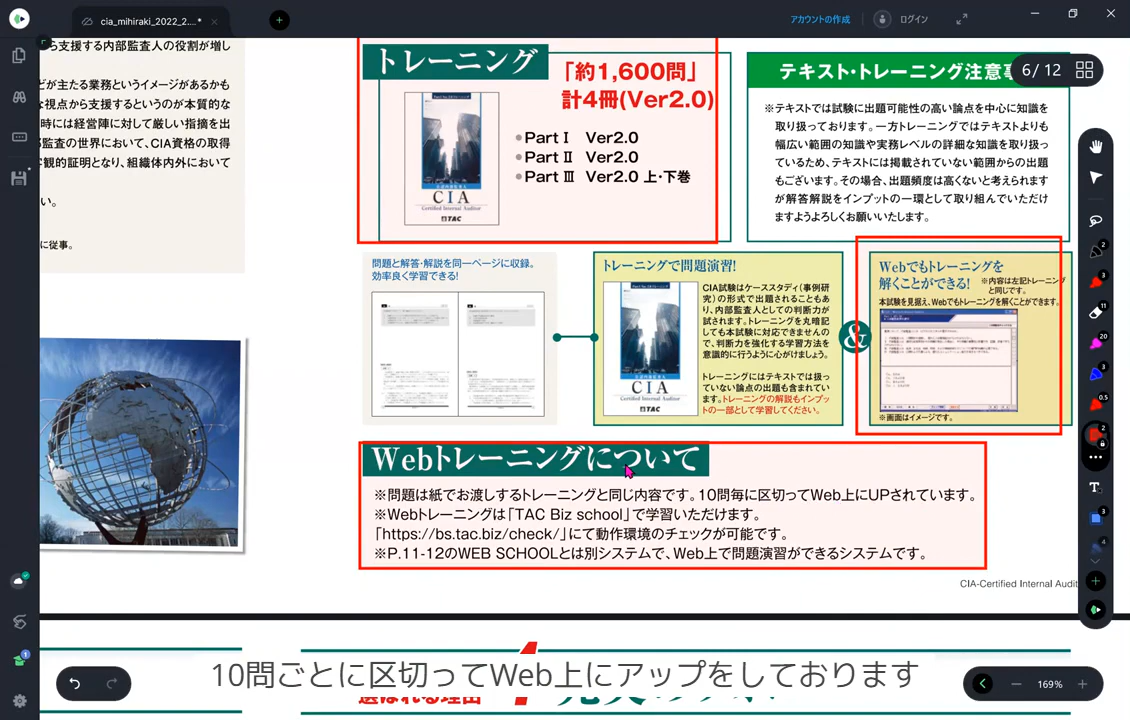 cia_mihiraki_2022_2....*
アカウントの作成
ログイン
6/ 12
ら支援する内部監査人の役割が増し
どが主たる業務というイメージがあるかも
な視点から支援するというのが本質的な
時には経営陣に対して厳しい指摘を出
部監査の世界において、CIA資格の取得
客観的証明となり、組織体内外において
い。
に従事。
トレーニング
「約1,600問」
計4冊(Ver2.0)
CIA
Certified Internal Auditor
TAC
●Part Ⅰ Ver2.0
●Part Ⅱ Ver2.0
●Part Ⅲ Ver2.0 上・下巻
テキスト・トレーニング注意事
※テキストでは試験に出題可能性の高い論点を中心に知識を
取り扱っております。一方トレーニングではテキストよりも
幅広い範囲の知識や実務レベルの詳細な知識を取り扱っ
ているため、テキストには掲載されていない範囲からの出題
もございます。その場合、出題頻度は高くないと考えられます
が解答解説をインプットの一環として取り組んでいただけ
ますようよろしくお願いいたします。
問題と解答・解説を同一ページに収録。
効率良く学習できる!
トレーニングで問題演習!
CIA
Certified Internal Auditor
TAC
CIA試験はケーススタディ(事例研
究)の形式で出題されることもあ
り、内部監査人としての判断力が
試されます。トレーニングを丸暗記
しても本試験に対応できませんの
で、判断力を強化する学習方法を
意識的に行うように心がけましょう。
トレーニングにはテキストでは扱っ
ていない論点の出題も含まれてい
ます。トレーニングの解説もインプッ
トの一部として学習してください。
&
Webでもトレーニングを
解くことができる!
※内容は左記トレーニング
と同じです。
本試験を見据え、Webでもトレーニングを解くことができます。
※画面はイメージです。
Webトレーニングについて
※問題は紙でお渡しするトレーニングと同じ内容です。10問毎に区切ってWeb上にUPされています。
※Webトレーニングは「TAC Biz school」で学習いただけます。
「https://bs.tac.biz/check/」にて動作環境のチェックが可能です。
※P.11-12のWEB SCHOOLとは別システムで、Web上で問題演習ができるシステムです。
CIA-Certified Internal Audit
選ばれる理由
10問ごとに区切ってWeb上にアップをしております
169%